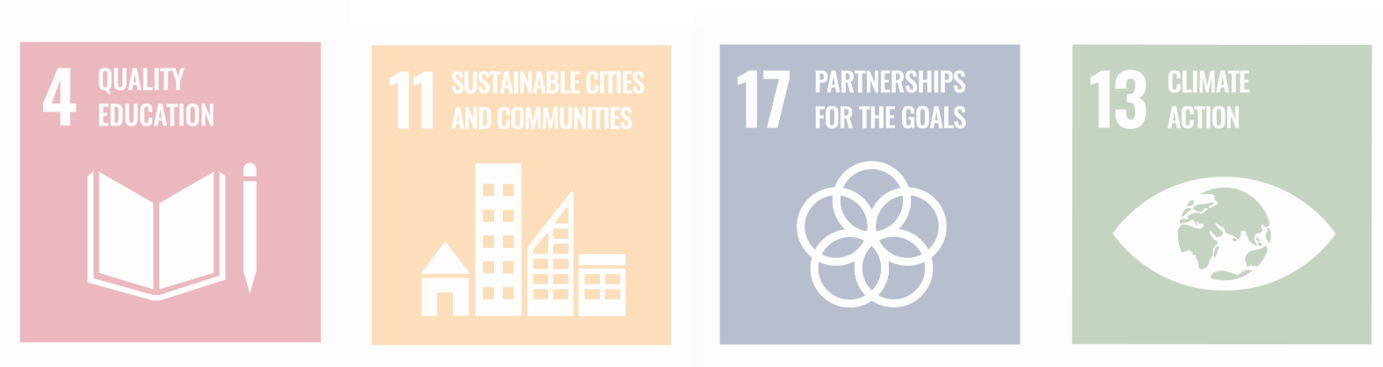 4
QUALITY
EDUCATION
11
SUSTAINABLE CITIES
AND COMMUNITIES
17
PARTNERSHIPS
FOR THE GOALS
13
CLIMATE
ACTION